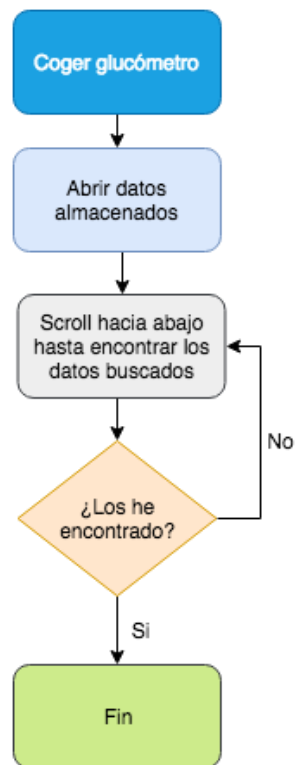 Coger glucómetro
Abrir datos
almacenados
Scroll hacia abajo
hasta encontrar los
datos buscados
No
¿Los he
encontrado?
Si
Fin